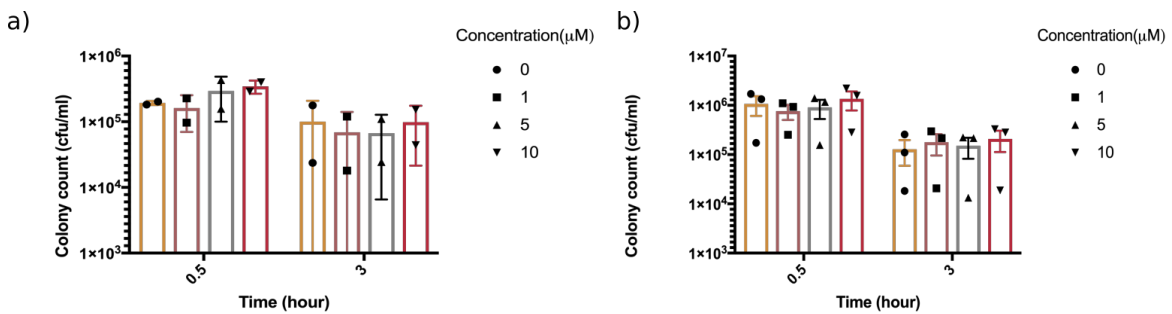 a)
Concentration(μM)
0
1
5
10
Colony count (cfu/ml)
1×10⁶
1×10⁵
1×10⁴
1×10³
0.5
3
Time (hour)
b)
Concentration(μM)
0
1
5
10
Colony count (cfu/ml)
1×10⁷
1×10⁶
1×10⁵
1×10⁴
1×10³
0.5
3
Time (hour)